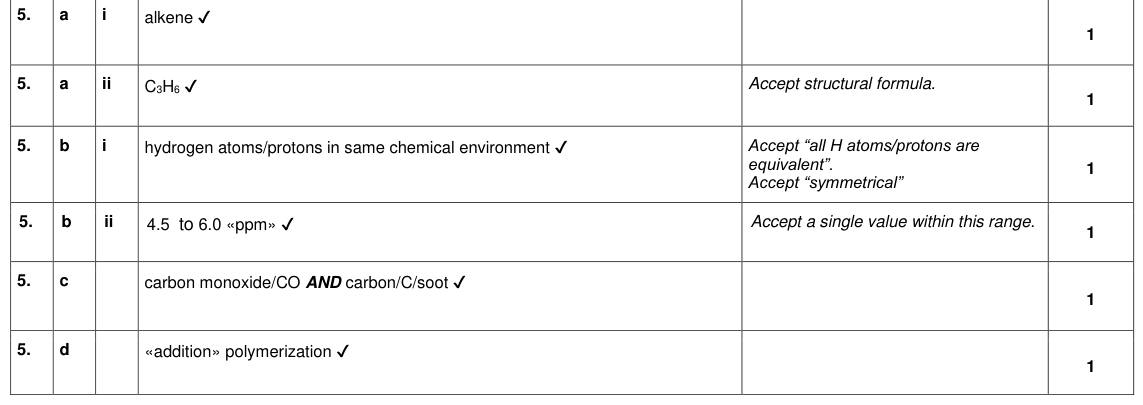 5. a i alkene ✓ 1
5. a ii C₃H₆ ✓ Accept structural formula. 1
5. b i hydrogen atoms/protons in same chemical environment ✓ Accept “all H atoms/protons are
equivalent”.
Accept “symmetrical” 1
5. b ii 4.5 to 6.0 «ppm» ✓ Accept a single value within this range. 1
5. c carbon monoxide/CO AND carbon/C/soot ✓ 1
5. d «addition» polymerization ✓ 1